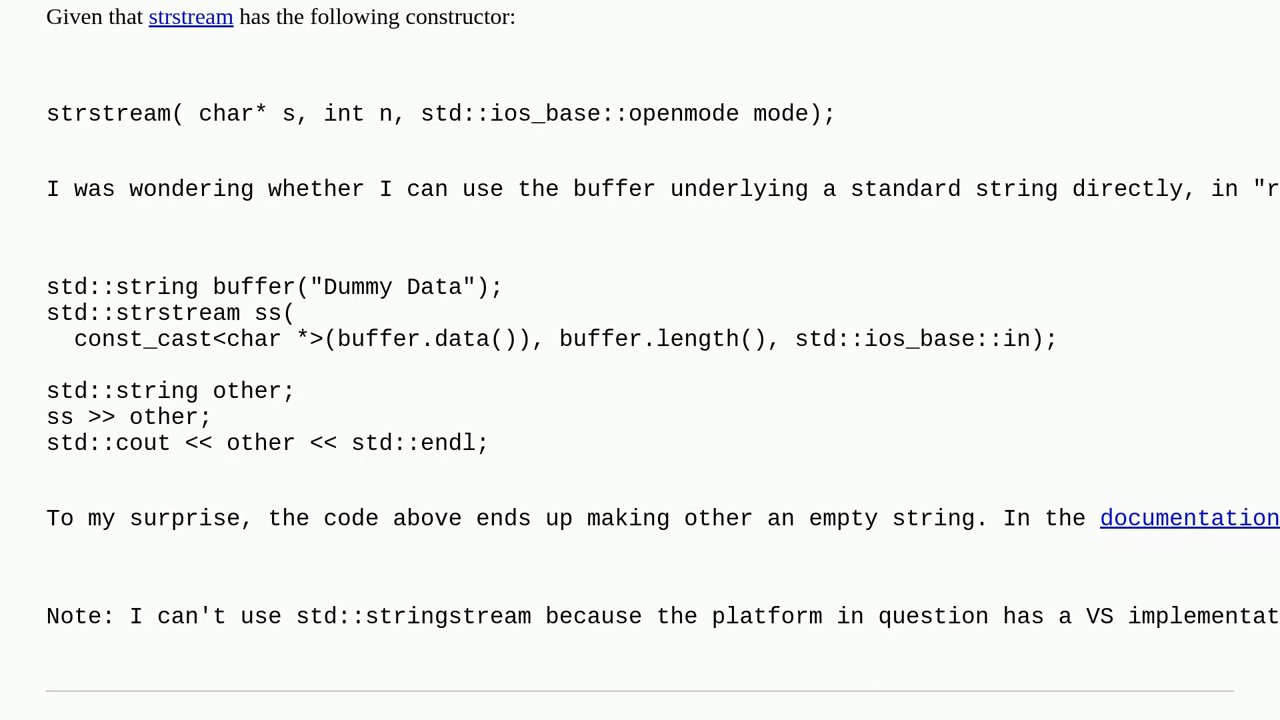 Given that strstream has the following constructor:
strstream( char* s, int n, std::ios_base::openmode mode);
I was wondering whether I can use the buffer underlying a standard string directly, in "r
std::string buffer("Dummy Data");
std::strstream ss(
  const_cast<char *>(buffer.data()), buffer.length(), std::ios_base::in);
std::string other;
ss >> other;
std::cout << other << std::endl;
To my surprise, the code above ends up making other an empty string. In the documentation
Note: I can't use std::stringstream because the platform in question has a VS implementat